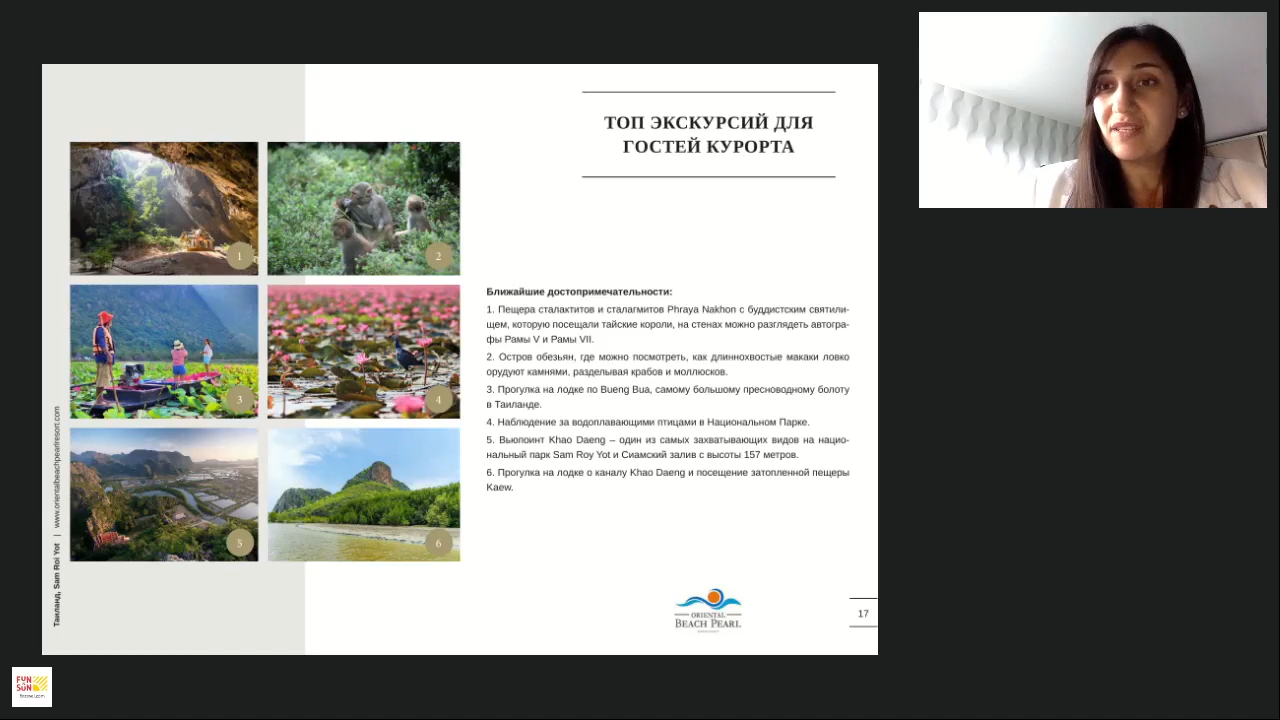 ТОП ЭКСКУРСИЙ ДЛЯ
ГОСТЕЙ КУРОРТА
1
2
3
4
5
6
Ближайшие достопримечательности:
1. Пещера сталактитов и сталагмитов Phraya Nakhon с буддистским святили-
щем, которую посещали тайские короли, на стенах можно разглядеть автогра-
фы Рамы V и Рамы VII.
2. Остров обезьян, где можно посмотреть, как длиннохвостые макаки ловко
орудуют камнями, разделывая крабов и моллюсков.
3. Прогулка на лодке по Bueng Bua, самому большому пресноводному болоту
в Таиланде.
4. Наблюдение за водоплавающими птицами в Национальном Парке.
5. Вьюпоинт Khao Daeng – один из самых захватывающих видов на нацио-
нальный парк Sam Roy Yot и Сиамский залив с высоты 157 метров.
6. Прогулка на лодке о каналу Khao Daeng и посещение затопленной пещеры
Kaew.
Таиланд, Sam Roi Yot | www.orientalbeachpearlresort.com
ORIENTAL
BEACH PEARL
17
FUN
SUN